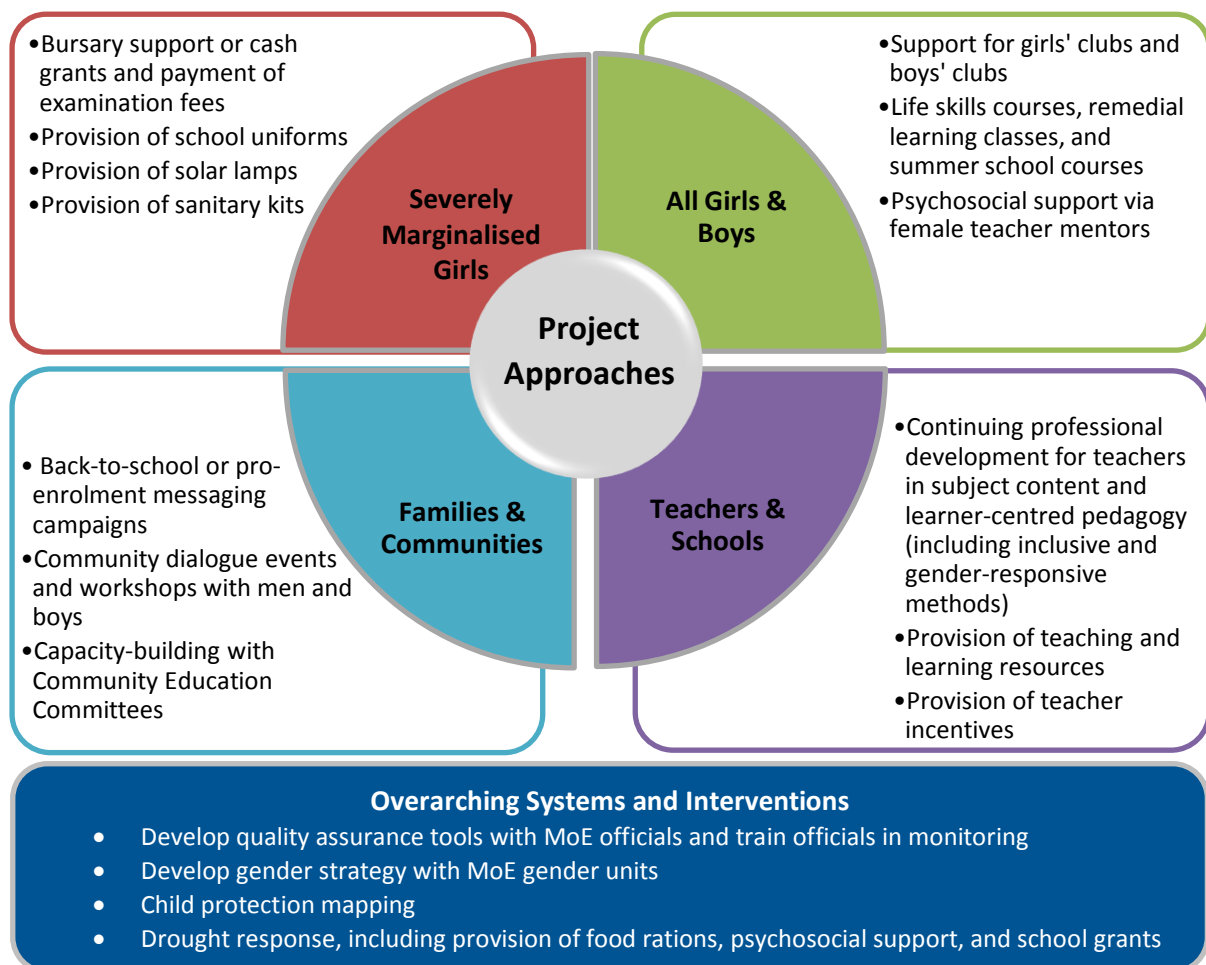 •Bursary support or cash
grants and payment of
examination fees
•Provision of school uniforms
•Provision of solar lamps
•Provision of sanitary kits
Severely
Marginalised
Girls
•Support for girls' clubs and
boys' clubs
•Life skills courses, remedial
learning classes, and
summer school courses
•Psychosocial support via
female teacher mentors
All Girls &
Boys
Project
Approaches
• Back-to-school or pro-
enrolment messaging
campaigns
•Community dialogue events
and workshops with men and
boys
•Capacity-building with
Community Education
Committees
Families &
Communities
Teachers &
Schools
•Continuing professional
development for teachers
in subject content and
learner-centred pedagogy
(including inclusive and
gender-responsive
methods)
•Provision of teaching and
learning resources
•Provision of teacher
incentives
Overarching Systems and Interventions
• Develop quality assurance tools with MoE officials and train officials in monitoring
• Develop gender strategy with MoE gender units
• Child protection mapping
• Drought response, including provision of food rations, psychosocial support, and school grants